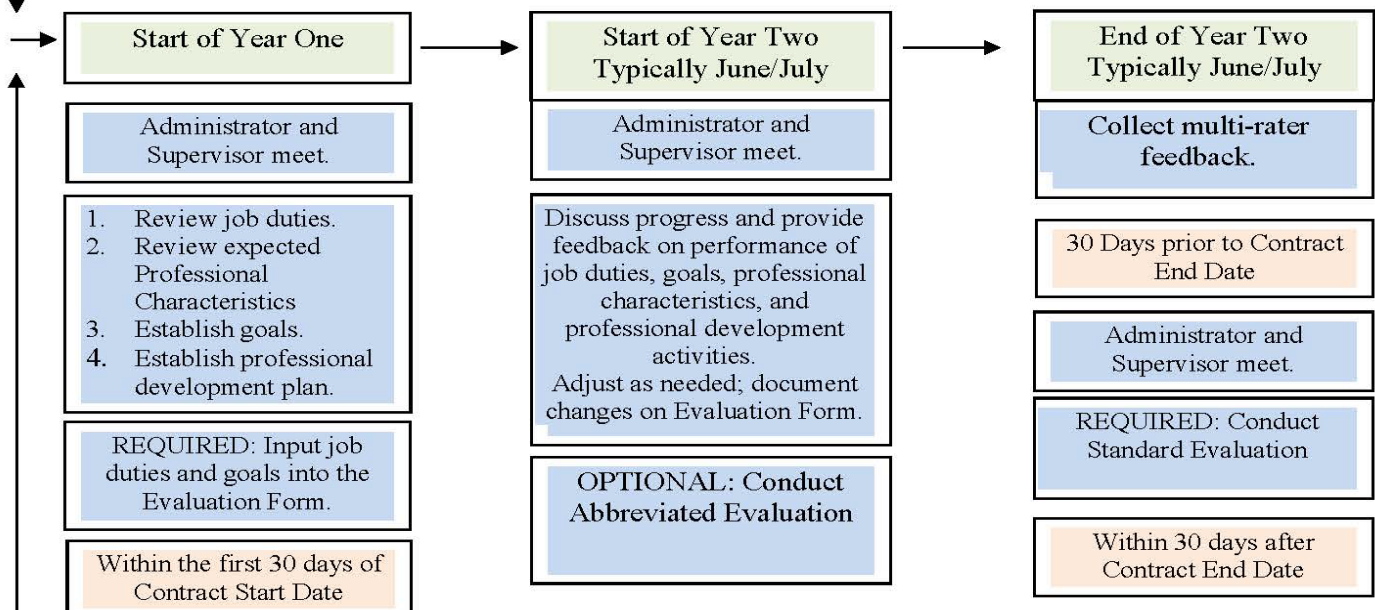 Start of Year One
Administrator and
Supervisor meet.
1. Review job duties.
2. Review expected
Professional
Characteristics
3. Establish goals.
4. Establish professional
development plan.
REQUIRED: Input job
duties and goals into the
Evaluation Form.
Within the first 30 days of
Contract Start Date
Start of Year Two
Typically June/July
Administrator and
Supervisor meet.
Discuss progress and provide
feedback on performance of
job duties, goals, professional
characteristics, and
professional development
activities.
Adjust as needed; document
changes on Evaluation Form.
OPTIONAL: Conduct
Abbreviated Evaluation
End of Year Two
Typically June/July
Collect multi-rater
feedback.
30 Days prior to Contract
End Date
Administrator and
Supervisor meet.
REQUIRED: Conduct
Standard Evaluation
Within 30 days after
Contract End Date